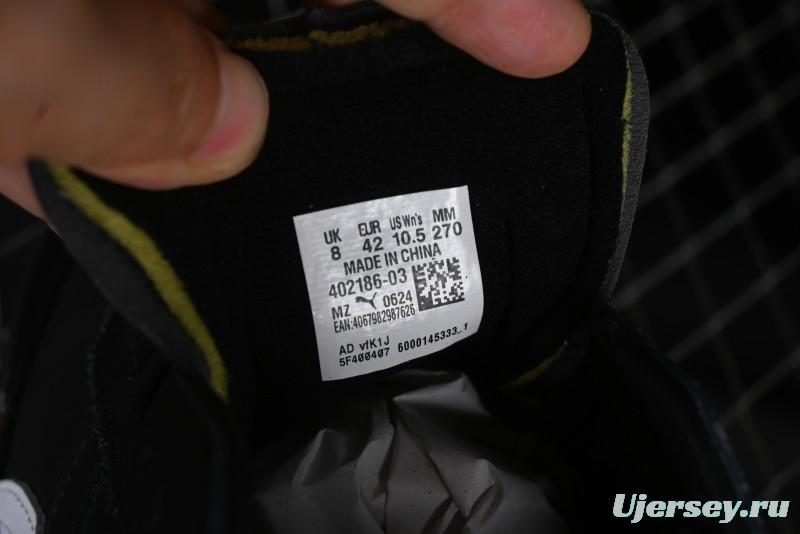 UK EUR US Wn's MM
8 42 10.5 270
MADE IN CHINA
402186-03
MZ 0624
EAN:4067982987626
AD vfK1J
5F400407 6000145333_1
Ujersey.ru